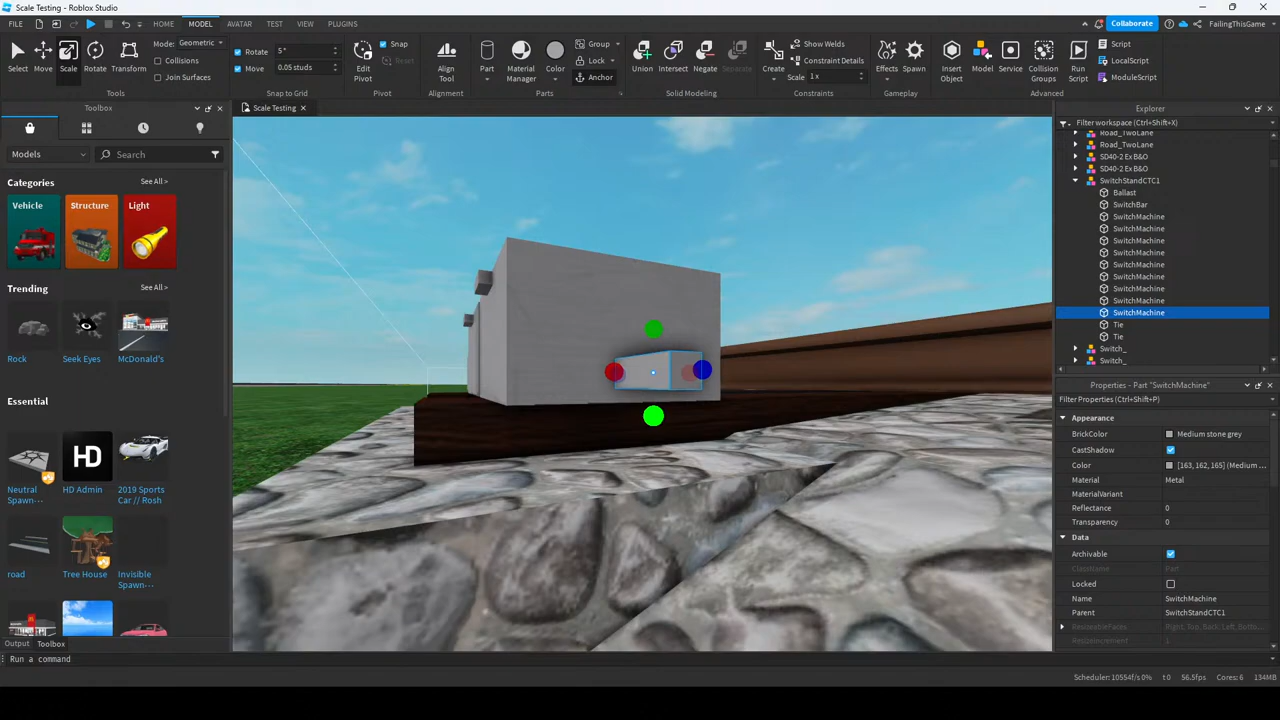 Scale Testing - Roblox Studio
FILE HOME MODEL AVATAR TEST VIEW PLUGINS Collaborate FailingThisGame
Select Move Scale Rotate Transform
Mode: Geometric
Collisions
Join Surfaces
Tools
Rotate 5 °
Move 0.05 studs
Snap to Grid
Edit Pivot
Snap
Reset
Pivot
Align Tool
Alignment
Part Material Manager Color
Group
Lock
Anchor
Parts
Union Intersect Negate Separate
Solid Modeling
Create
Show Welds
Constraint Details
Scale 1 x
Constraints
Effects Spawn
Gameplay
Insert Object Model Service Collision Groups Run Script
Script
LocalScript
ModuleScript
Advanced
Toolbox
Models Search
Categories See All >
Vehicle Structure Light
Trending See All >
Rock Seek Eyes McDonald's
Essential
Neutral Spawn... HD Admin 2019 Sports Car // Rosh
HD
road Tree House Invisible Spawn...
Output Toolbox
Run a command
Scale Testing
Explorer
Filter workspace (Ctrl+Shift+X)
Road_TwoLane
Road_TwoLane
SD40-2 Ex B&O
SD40-2 Ex B&O
SwitchStandCTC1
Ballast
SwitchBar
SwitchMachine
SwitchMachine
SwitchMachine
SwitchMachine
SwitchMachine
SwitchMachine
SwitchMachine
SwitchMachine
SwitchMachine
Tie
Tie
Switch_
Switch_
Properties - Part "SwitchMachine"
Filter Properties (Ctrl+Shift+P)
Appearance
BrickColor Medium stone grey
CastShadow
Color [163, 162, 165] (Medium ...
Material Metal
MaterialVariant
Reflectance 0
Transparency 0
Data
Archivable
ClassName Part
Locked
Name SwitchMachine
Parent SwitchStandCTC1
ResizeableFaces Right, Top, Back, Left, Botto...
ResizeIncrement 1
Scheduler: 10554f/s 0% t 0 56.5fps Cores: 6 134MB